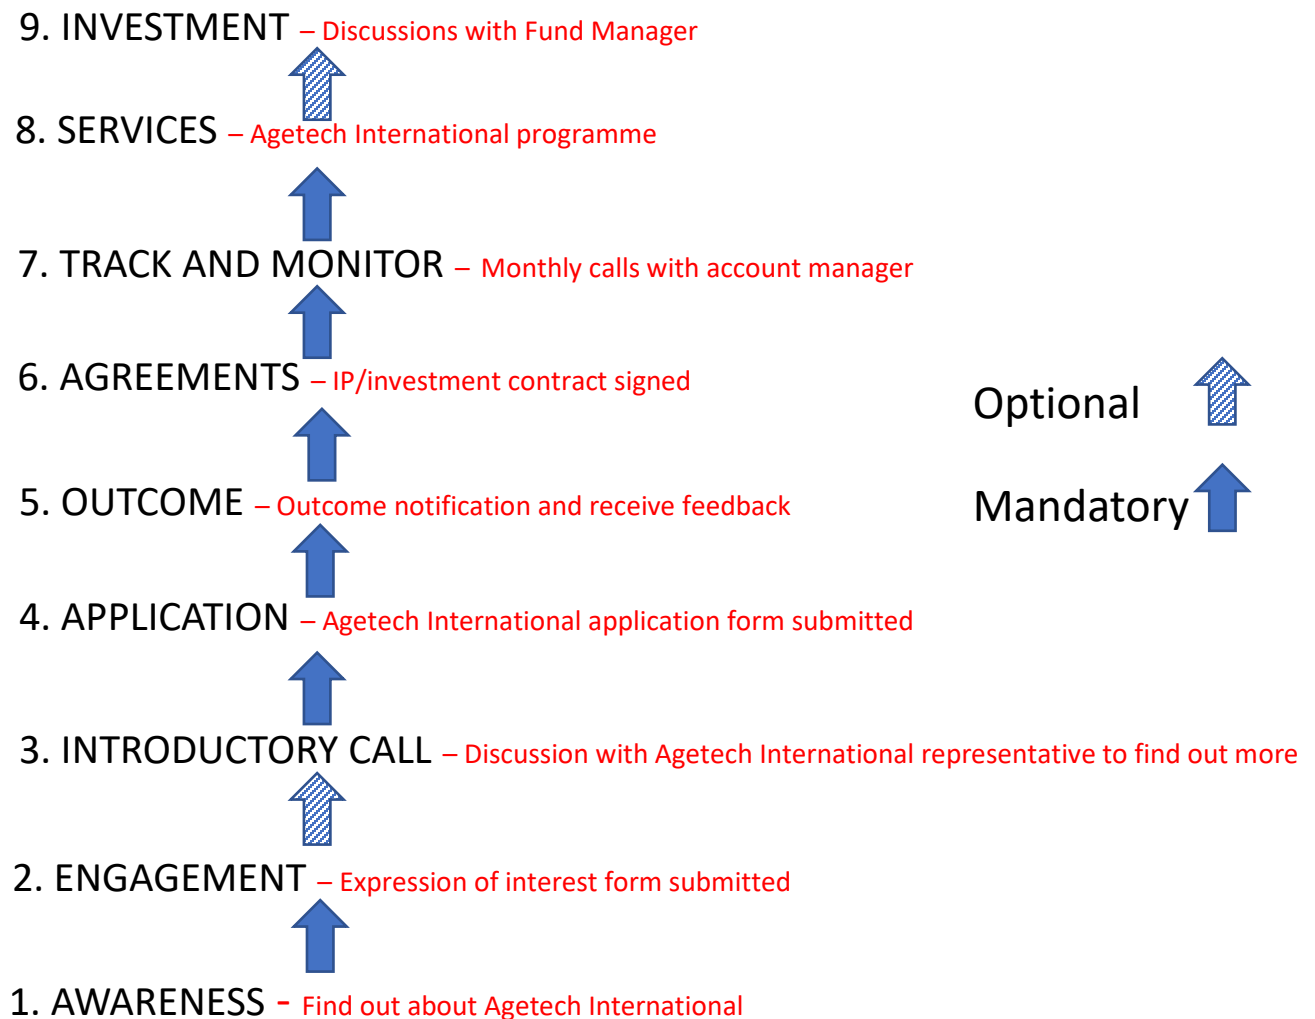 9. INVESTMENT – Discussions with Fund Manager
8. SERVICES – Agetech International programme
7. TRACK AND MONITOR – Monthly calls with account manager
6. AGREEMENTS – IP/investment contract signed
Optional
5. OUTCOME – Outcome notification and receive feedback
Mandatory
4. APPLICATION – Agetech International application form submitted
3. INTRODUCTORY CALL – Discussion with Agetech International representative to find out more
2. ENGAGEMENT – Expression of interest form submitted
1. AWARENESS - Find out about Agetech International